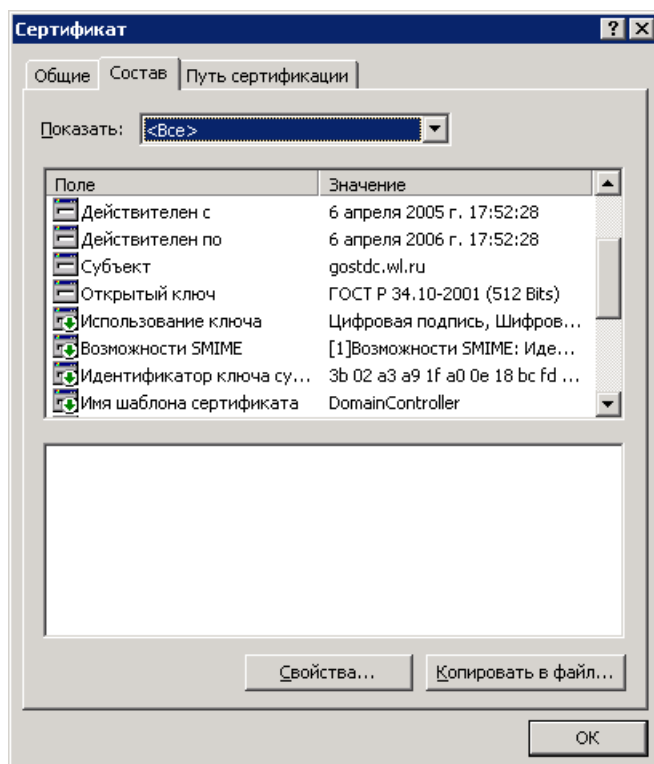 Сертификат
Общие Состав Путь сертификации
Показать: <Все>
Поле Значение
Действителен с 6 апреля 2005 г. 17:52:28
Действителен по 6 апреля 2006 г. 17:52:28
Субъект gostdc.wl.ru
Открытый ключ ГОСТ Р 34.10-2001 (512 Bits)
Использование ключа Цифровая подпись, Шифров...
Возможности SMIME [1]Возможности SMIME: Иде...
Идентификатор ключа су... 3b 02 a3 a9 1f a0 0e 18 bc fd ...
Имя шаблона сертификата DomainController
Свойства... Копировать в файл...
ОК